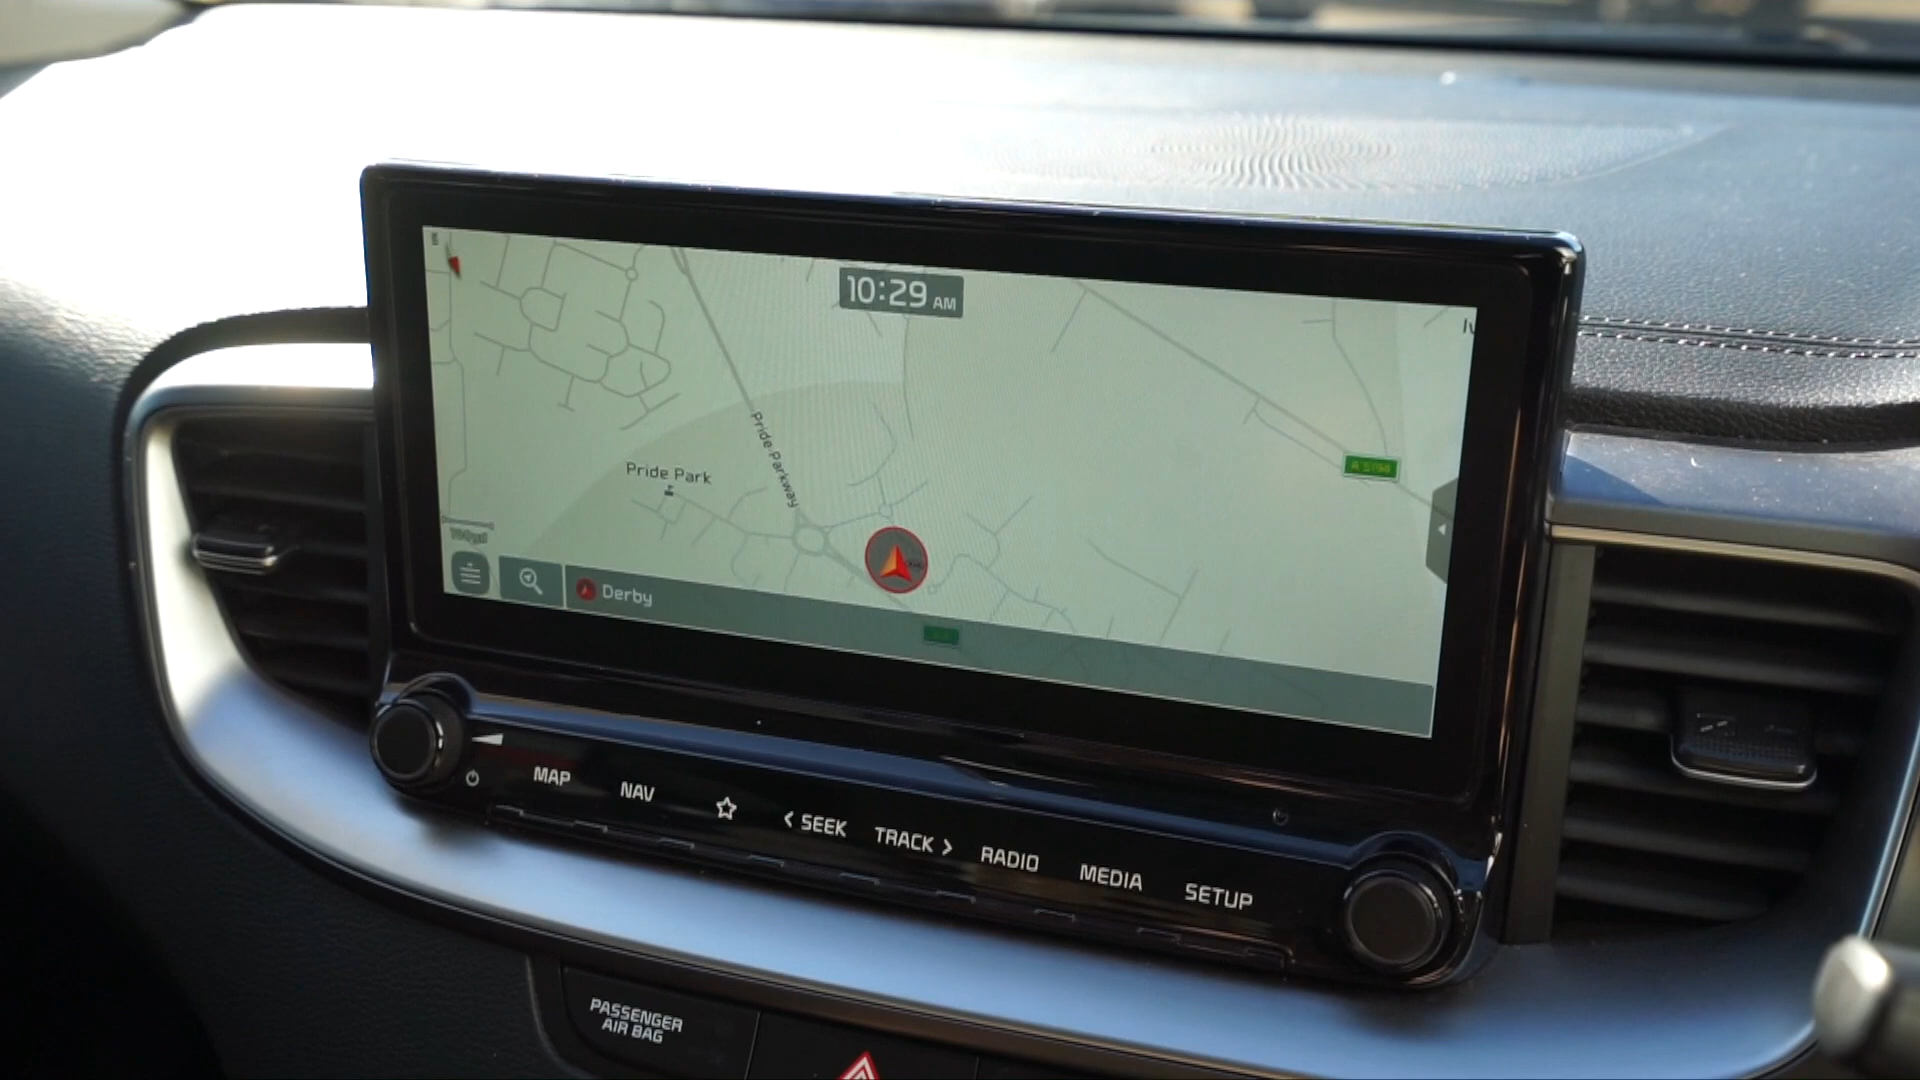 10:29 AM
Pride Parkway
Pride Park
Derby
MAP
NAV
< SEEK
TRACK >
RADIO
MEDIA
SETUP
PASSENGER
AIR BAG